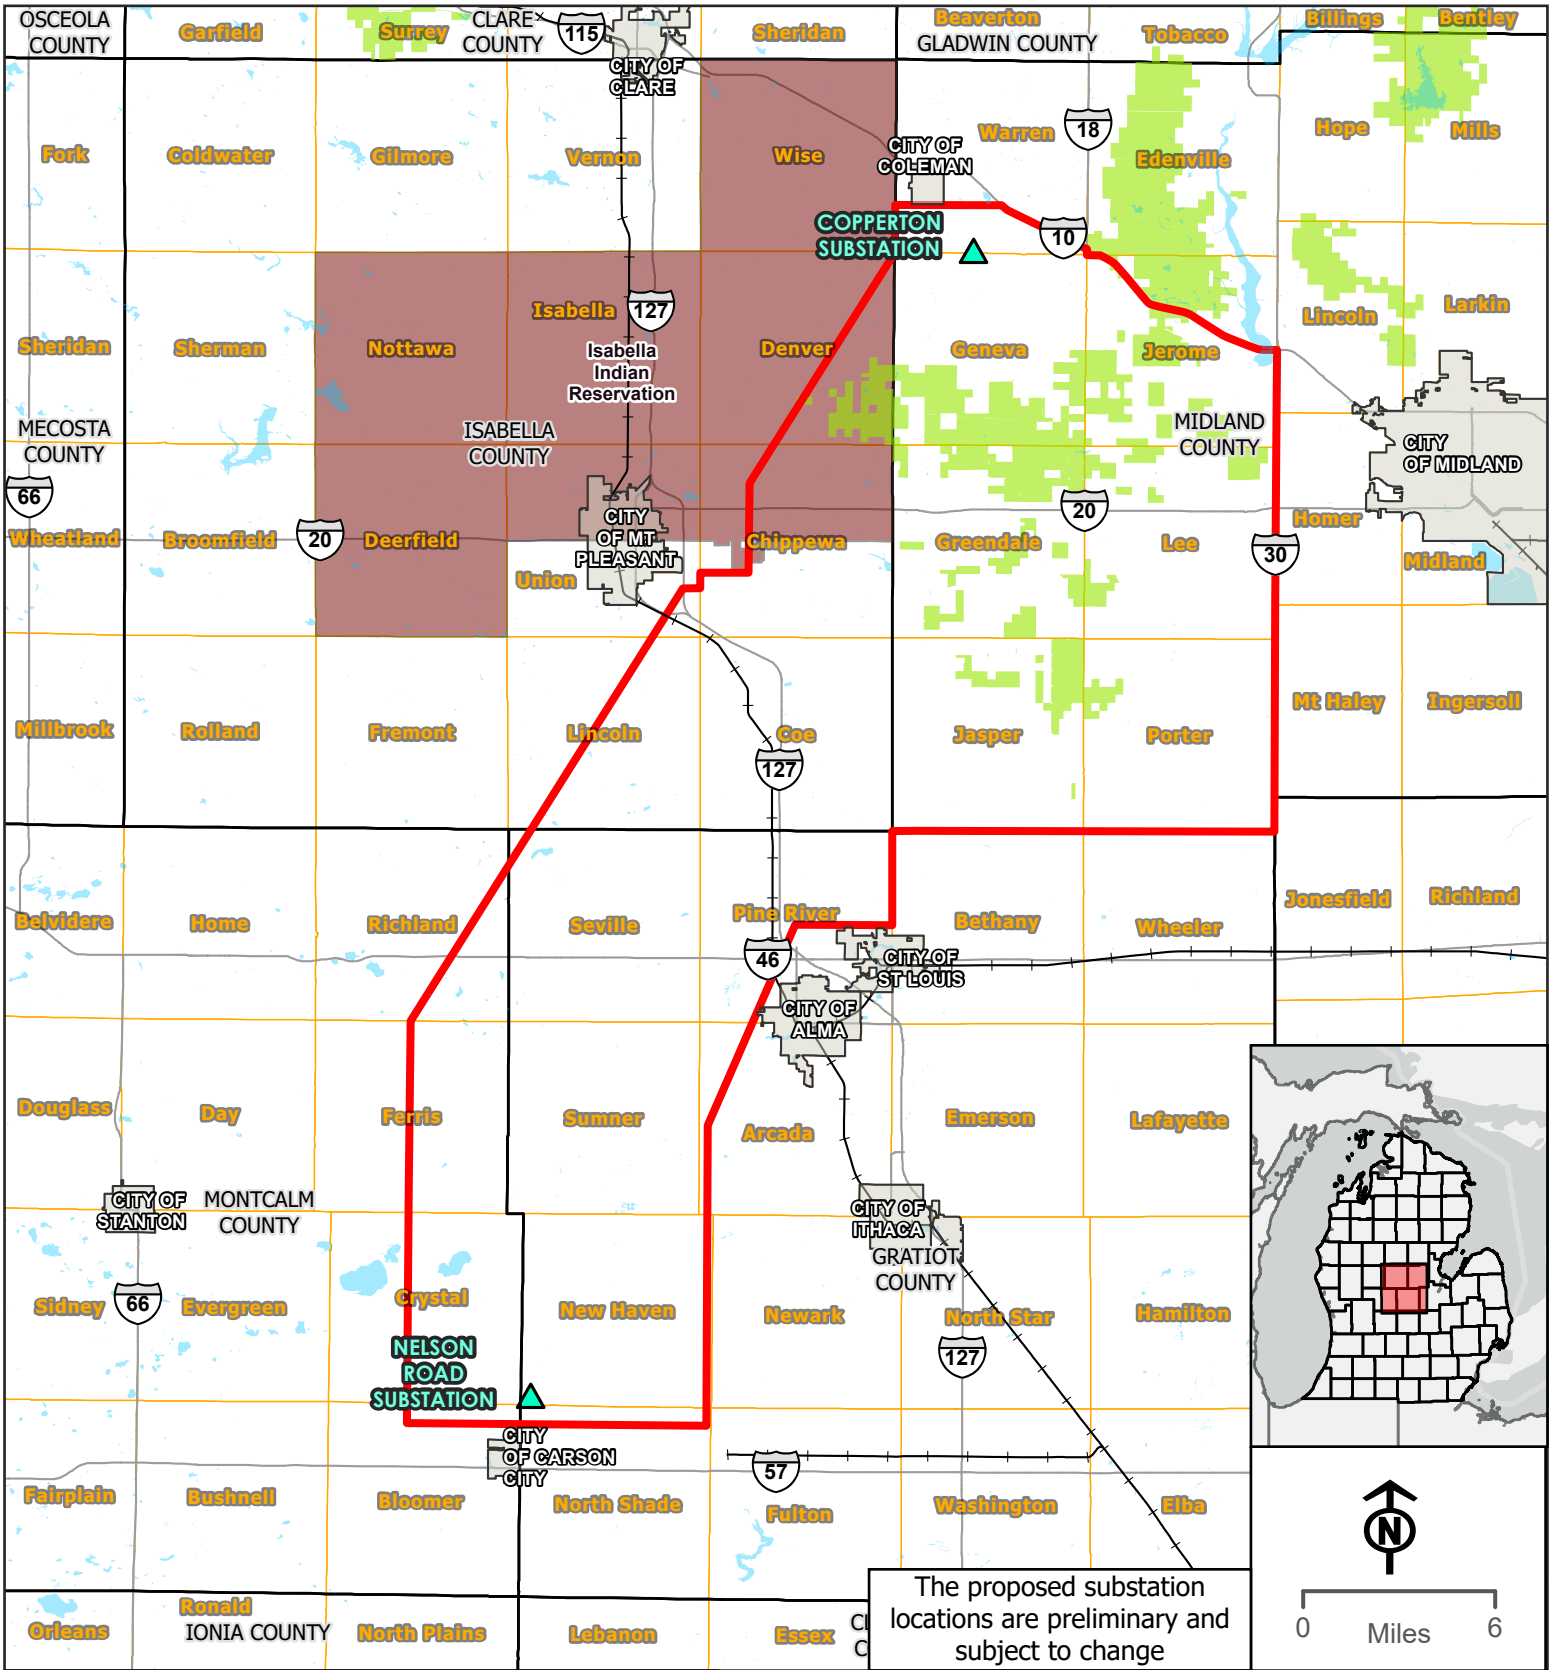 OSCEOLA
COUNTY
Garfield
Surrey
CLARE
COUNTY
115
Sheridan
Beaverton
GLADWIN COUNTY
Tobacco
Billings
Bentley
CITY OF
CLARE
Fork
Coldwater
Gilmore
Vernon
Wise
CITY OF
COLEMAN
Warren
18
Edenville
Hope
Mills
COPPERTON
SUBSTATION
10
Isabella
127
Isabella
Indian
Reservation
Sheridan
Sherman
Nottawa
Denver
Geneva
Jerome
Lincoln
Larkin
MECOSTA
COUNTY
ISABELLA
COUNTY
MIDLAND
COUNTY
CITY
OF MIDLAND
66
Wheatland
Broomfield
20
Deerfield
CITY
OF MT
PLEASANT
Union
Chippewa
Greendale
20
Lee
30
Homer
Midland
Millbrook
Rolland
Fremont
Lincoln
Coe
127
Jasper
Porter
Mt Haley
Ingersoll
Belvidere
Home
Richland
Seville
Pine River
46
CITY OF
ST LOUIS
Bethany
Wheeler
Jonesfield
Richland
CITY OF
ALMA
Douglass
Day
Ferris
Sumner
Arcada
Emerson
Lafayette
CITY OF
STANTON
MONTCALM
COUNTY
CITY OF
ITHACA
GRATIOT
COUNTY
Sidney
66
Evergreen
Crystal
New Haven
Newark
North Star
127
Hamilton
NELSON
ROAD
SUBSTATION
CITY
OF CARSON
CITY
57
Fairplain
Bushnell
Bloomer
North Shade
Fulton
Washington
Elba
Orleans
Ronald
IONIA COUNTY
North Plains
Lebanon
Essex
The proposed substation
locations are preliminary and
subject to change
N
0 Miles 6